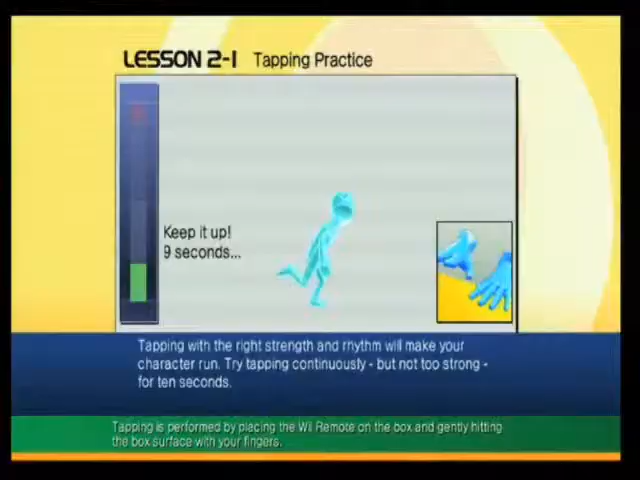 LESSON 2-1 Tapping Practice
Keep it up!
9 seconds...
Tapping with the right strength and rhythm will make your
character run. Try tapping continuously - but not too strong -
for ten seconds.
Tapping is performed by placing the Wii Remote on the box and gently hitting
the box surface with your fingers.